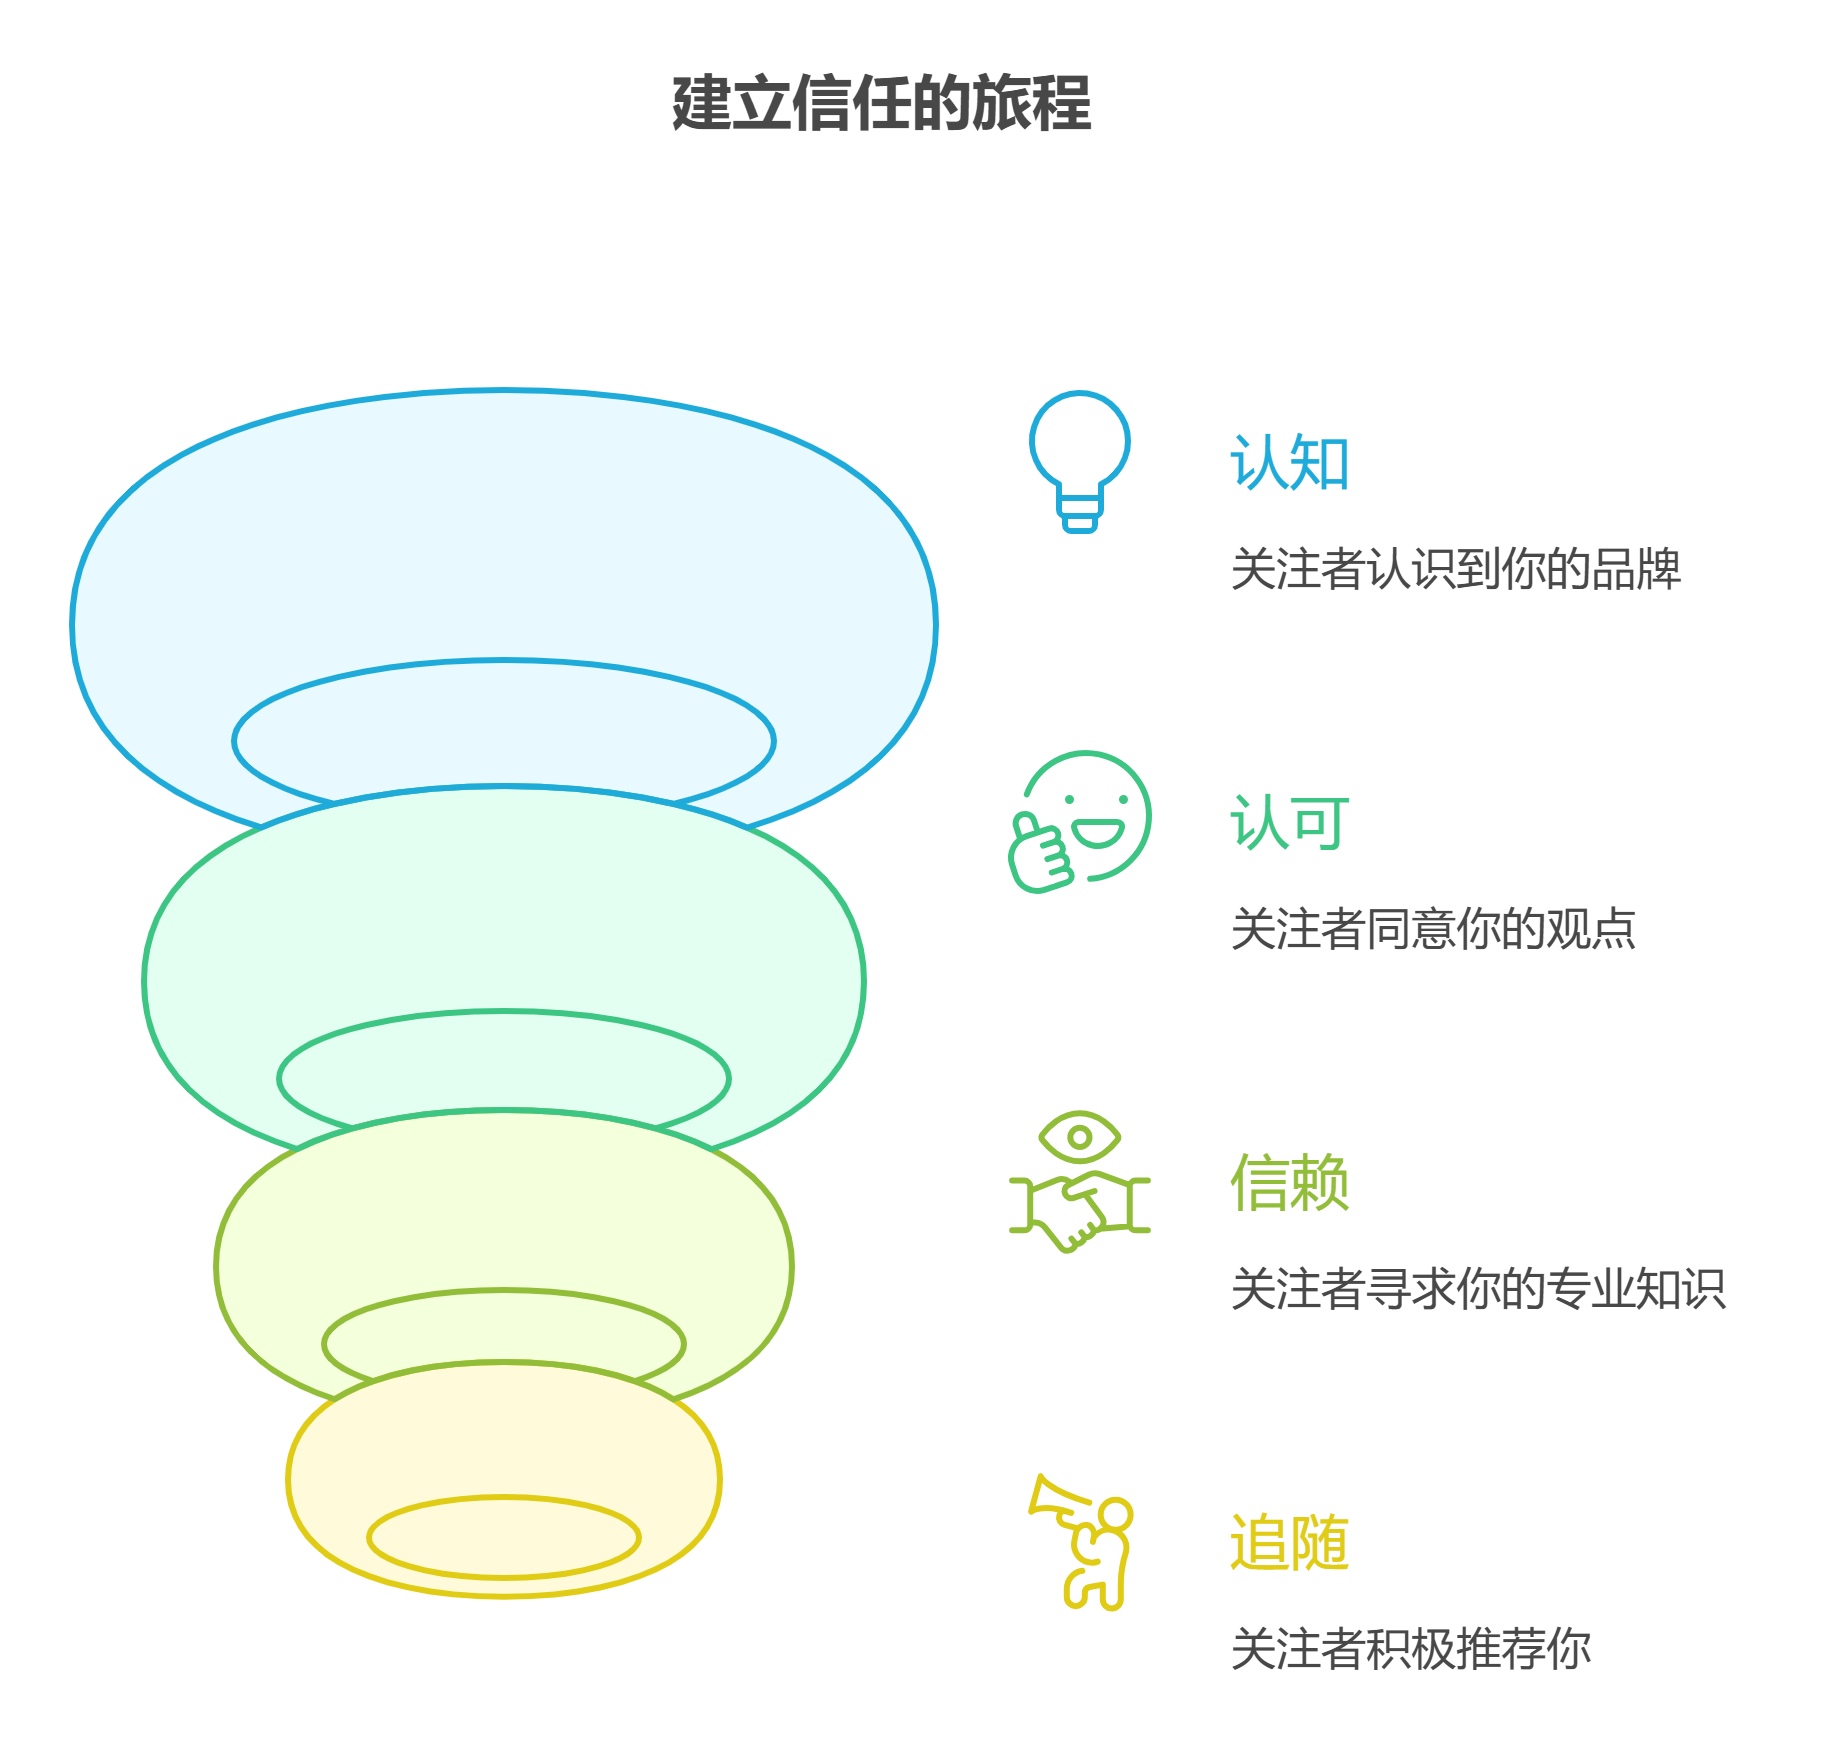 建立信任的旅程
认知
关注者认识到你的品牌
认可
关注者同意你的观点
信赖
关注者寻求你的专业知识
追随
关注者积极推荐你